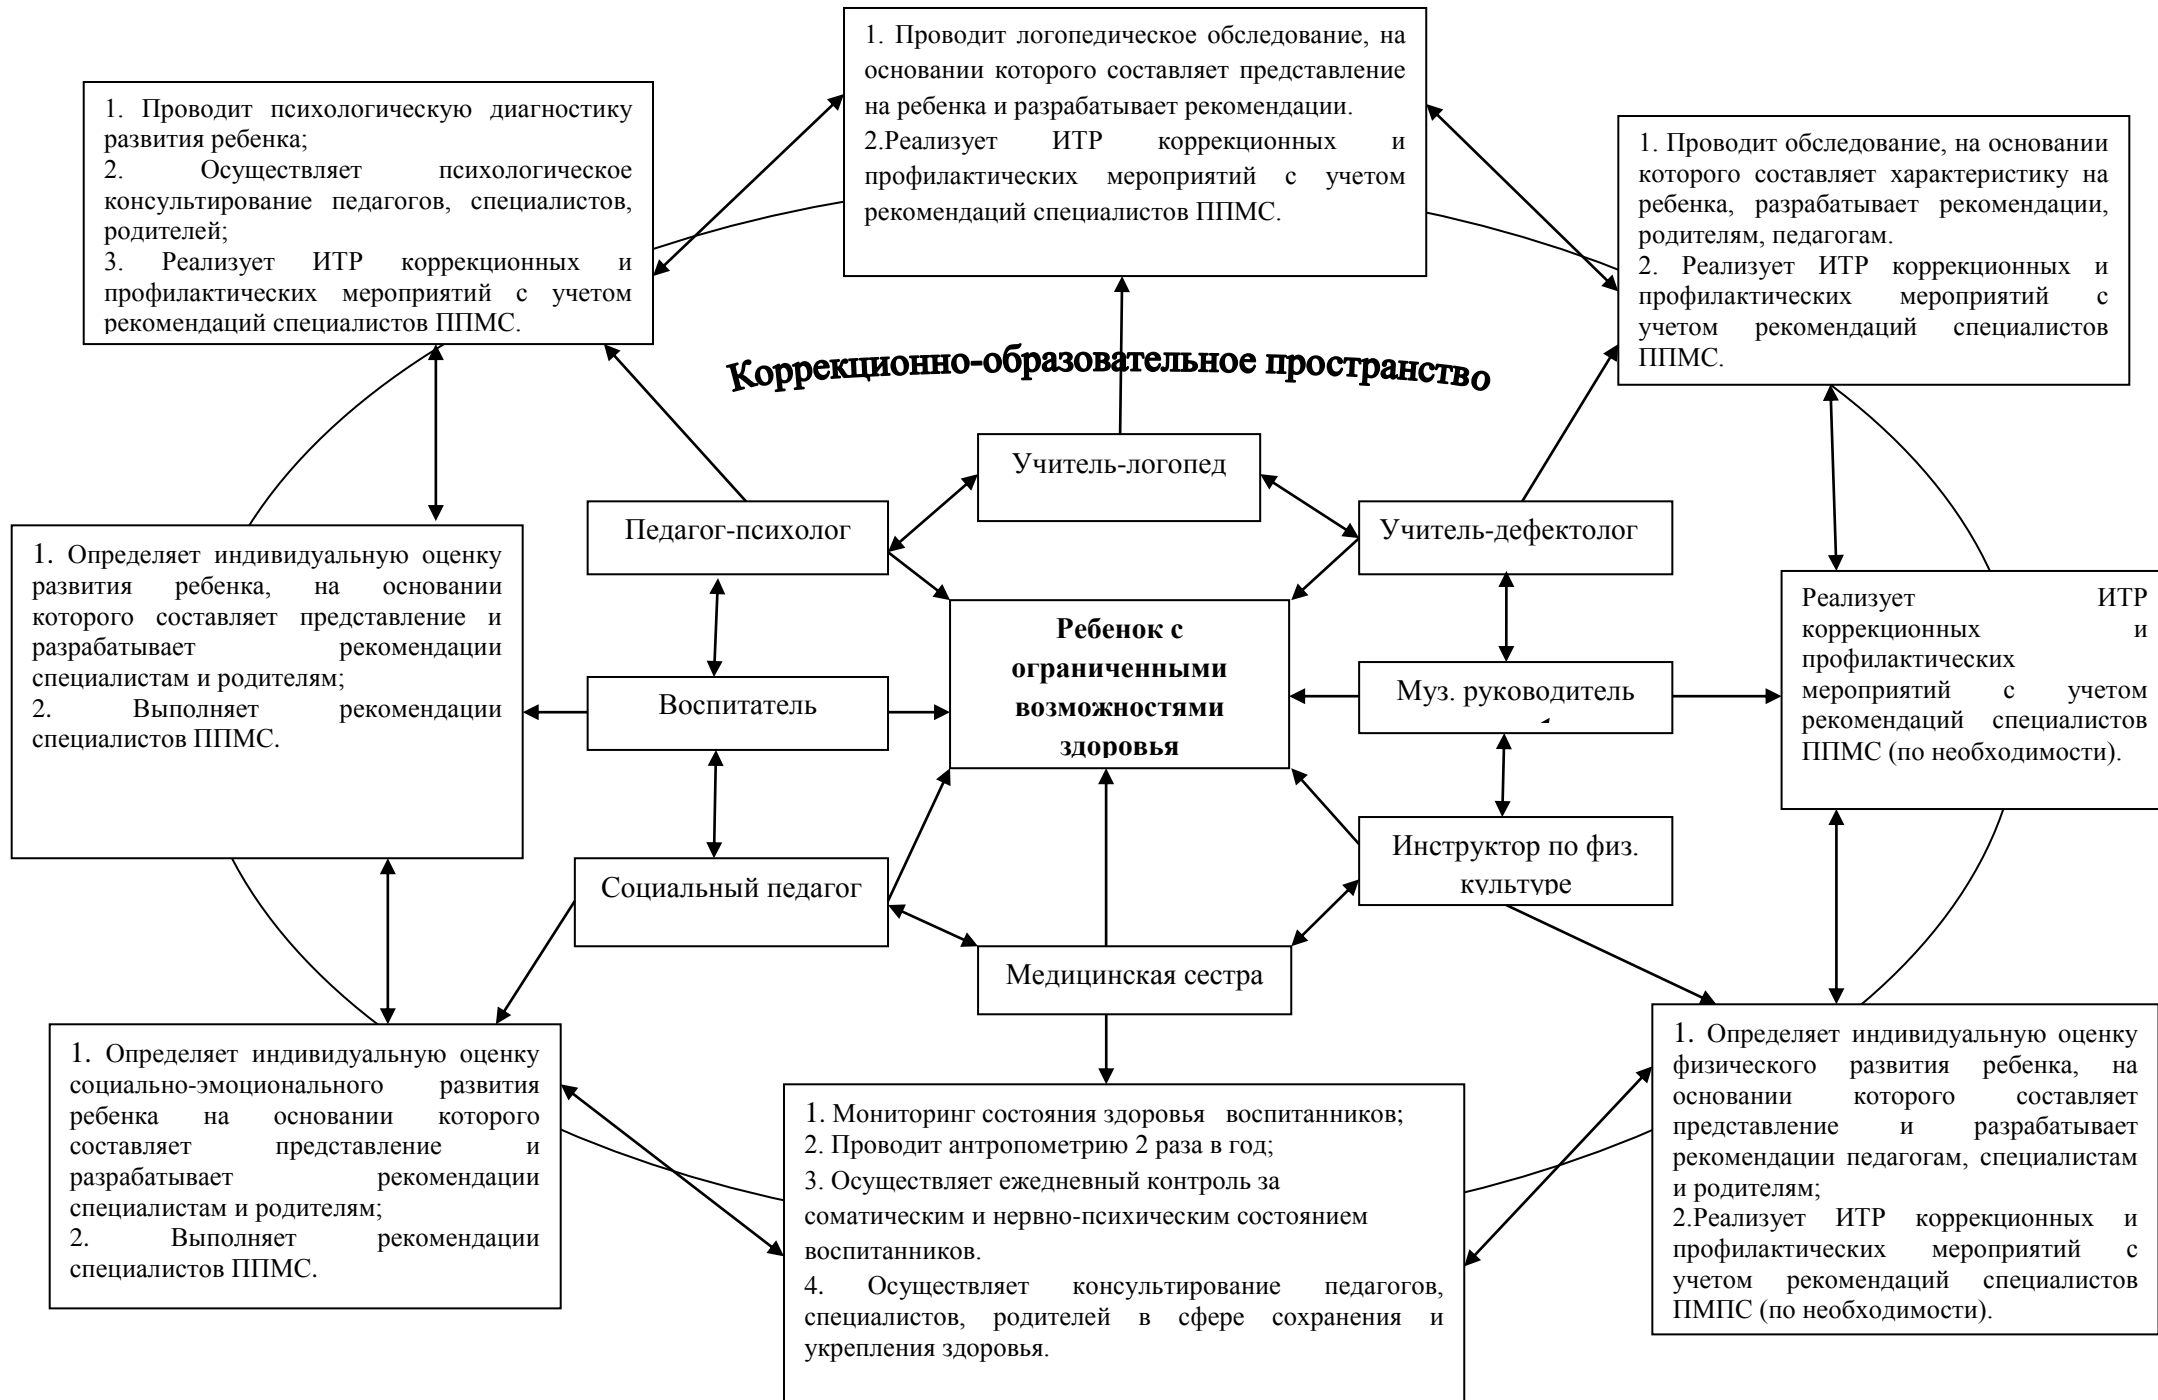 1. Проводит логопедическое обследование, на
основании которого составляет представление
на ребенка и разрабатывает рекомендации.
2.Реализует ИТР коррекционных и
профилактических мероприятий с учетом
рекомендаций специалистов ППМС.
1. Проводит психологическую диагностику
развития ребенка;
2. Осуществляет психологическое
консультирование педагогов, специалистов,
родителей;
3. Реализует ИТР коррекционных и
профилактических мероприятий с учетом
рекомендаций специалистов ППМС.
1. Проводит обследование, на основании
которого составляет характеристику на
ребенка, разрабатывает рекомендации,
родителям, педагогам.
2. Реализует ИТР коррекционных и
профилактических мероприятий с
учетом рекомендаций специалистов
ППМС.
Коррекционно-образовательное пространство
Учитель-логопед
Педагог-психолог
Учитель-дефектолог
1. Определяет индивидуальную оценку
развития ребенка, на основании
которого составляет представление и
разрабатывает рекомендации
специалистам и родителям;
2. Выполняет рекомендации
специалистов ППМС.
Воспитатель
Ребенок с
ограниченными
возможностями
здоровья
Муз. руководитель
Реализует ИТР
коррекционных и
профилактических
мероприятий с учетом
рекомендаций специалистов
ППМС (по необходимости).
Социальный педагог
Инструктор по физ.
культуре
Медицинская сестра
1. Определяет индивидуальную оценку
социально-эмоционального развития
ребенка на основании которого
составляет представление и
разрабатывает рекомендации
специалистам и родителям;
2. Выполняет рекомендации
специалистов ППМС.
1. Мониторинг состояния здоровья воспитанников;
2. Проводит антропометрию 2 раза в год;
3. Осуществляет ежедневный контроль за
соматическим и нервно-психическим состоянием
воспитанников.
4. Осуществляет консультирование педагогов,
специалистов, родителей в сфере сохранения и
укрепления здоровья.
1. Определяет индивидуальную оценку
физического развития ребенка, на
основании которого составляет
представление и разрабатывает
рекомендации педагогам, специалистам
и родителям;
2.Реализует ИТР коррекционных и
профилактических мероприятий с
учетом рекомендаций специалистов
ПМПС (по необходимости).